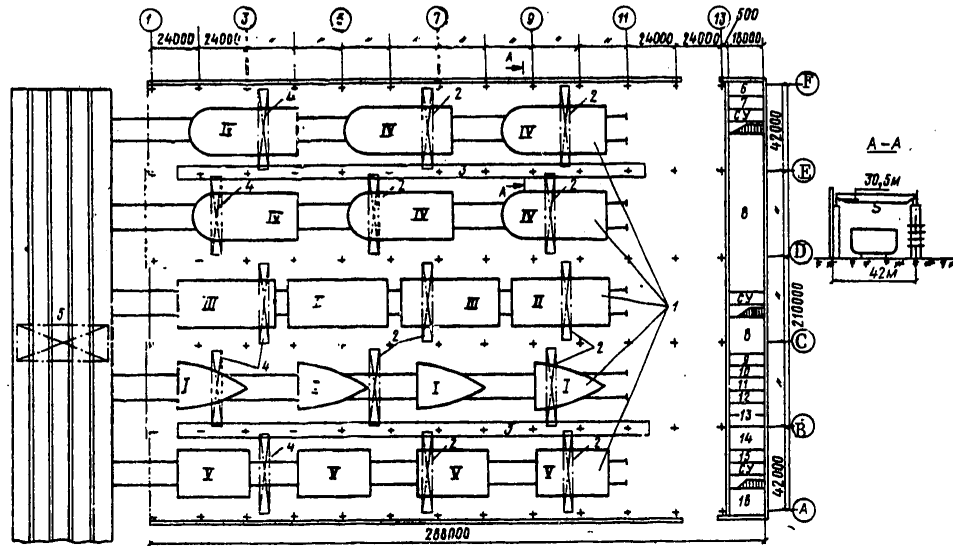 1 3 5 7 9 11 13 500
24000 24000 24000 24000 18000
A
F
6
7
СУ
42000
4 2 2
IV IV IV
A-A
E
3
30,5м
4 2 A 2
8
5
IV IV IV
D
42м
СУ
1
III I III II
210000
5
8
C
2 2
9
4
10
I I I I
11
12
13
B
3
14
4 2 2
15
V V V V
СУ
42000
16
A
288000